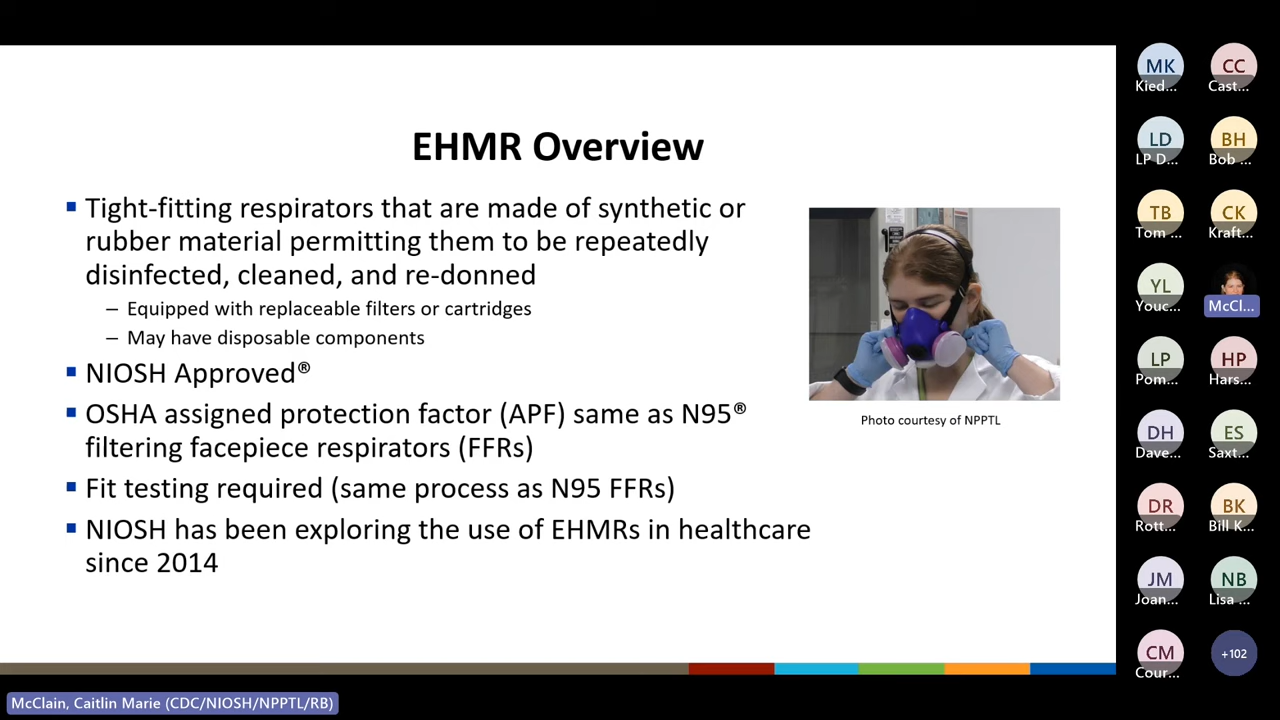 EHMR Overview
▪ Tight-fitting respirators that are made of synthetic or
rubber material permitting them to be repeatedly
disinfected, cleaned, and re-donned
– Equipped with replaceable filters or cartridges
– May have disposable components
▪ NIOSH Approved®
▪ OSHA assigned protection factor (APF) same as N95®
filtering facepiece respirators (FFRs)
▪ Fit testing required (same process as N95 FFRs)
▪ NIOSH has been exploring the use of EHMRs in healthcare
since 2014
Photo courtesy of NPPTL
MK
Kied...
CC
Cast...
LD
LP D...
BH
Bob ...
TB
Tom ...
CK
Kraft...
YL
Youc...
McCl...
LP
Pom...
HP
Hars...
DH
Dave...
ES
Saxt...
DR
Rott...
BK
Bill K...
JM
Joan...
NB
Lisa ...
CM
Cour...
+102
McClain, Caitlin Marie (CDC/NIOSH/NPPTL/RB)